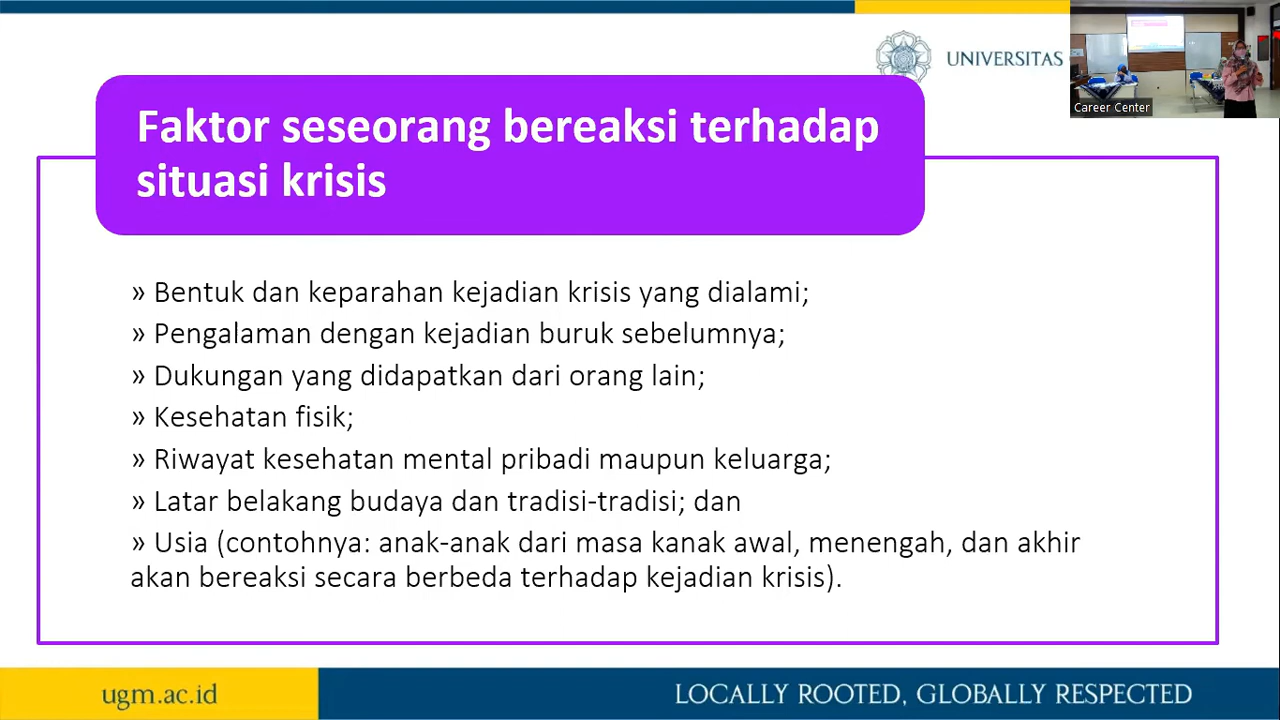 UNIVERSITAS
Career Center
Faktor seseorang bereaksi terhadap
situasi krisis
» Bentuk dan keparahan kejadian krisis yang dialami;
» Pengalaman dengan kejadian buruk sebelumnya;
» Dukungan yang didapatkan dari orang lain;
» Kesehatan fisik;
» Riwayat kesehatan mental pribadi maupun keluarga;
» Latar belakang budaya dan tradisi-tradisi; dan
» Usia (contohnya: anak-anak dari masa kanak awal, menengah, dan akhir
akan bereaksi secara berbeda terhadap kejadian krisis).
ugm.ac.id
LOCALLY ROOTED, GLOBALLY RESPECTED